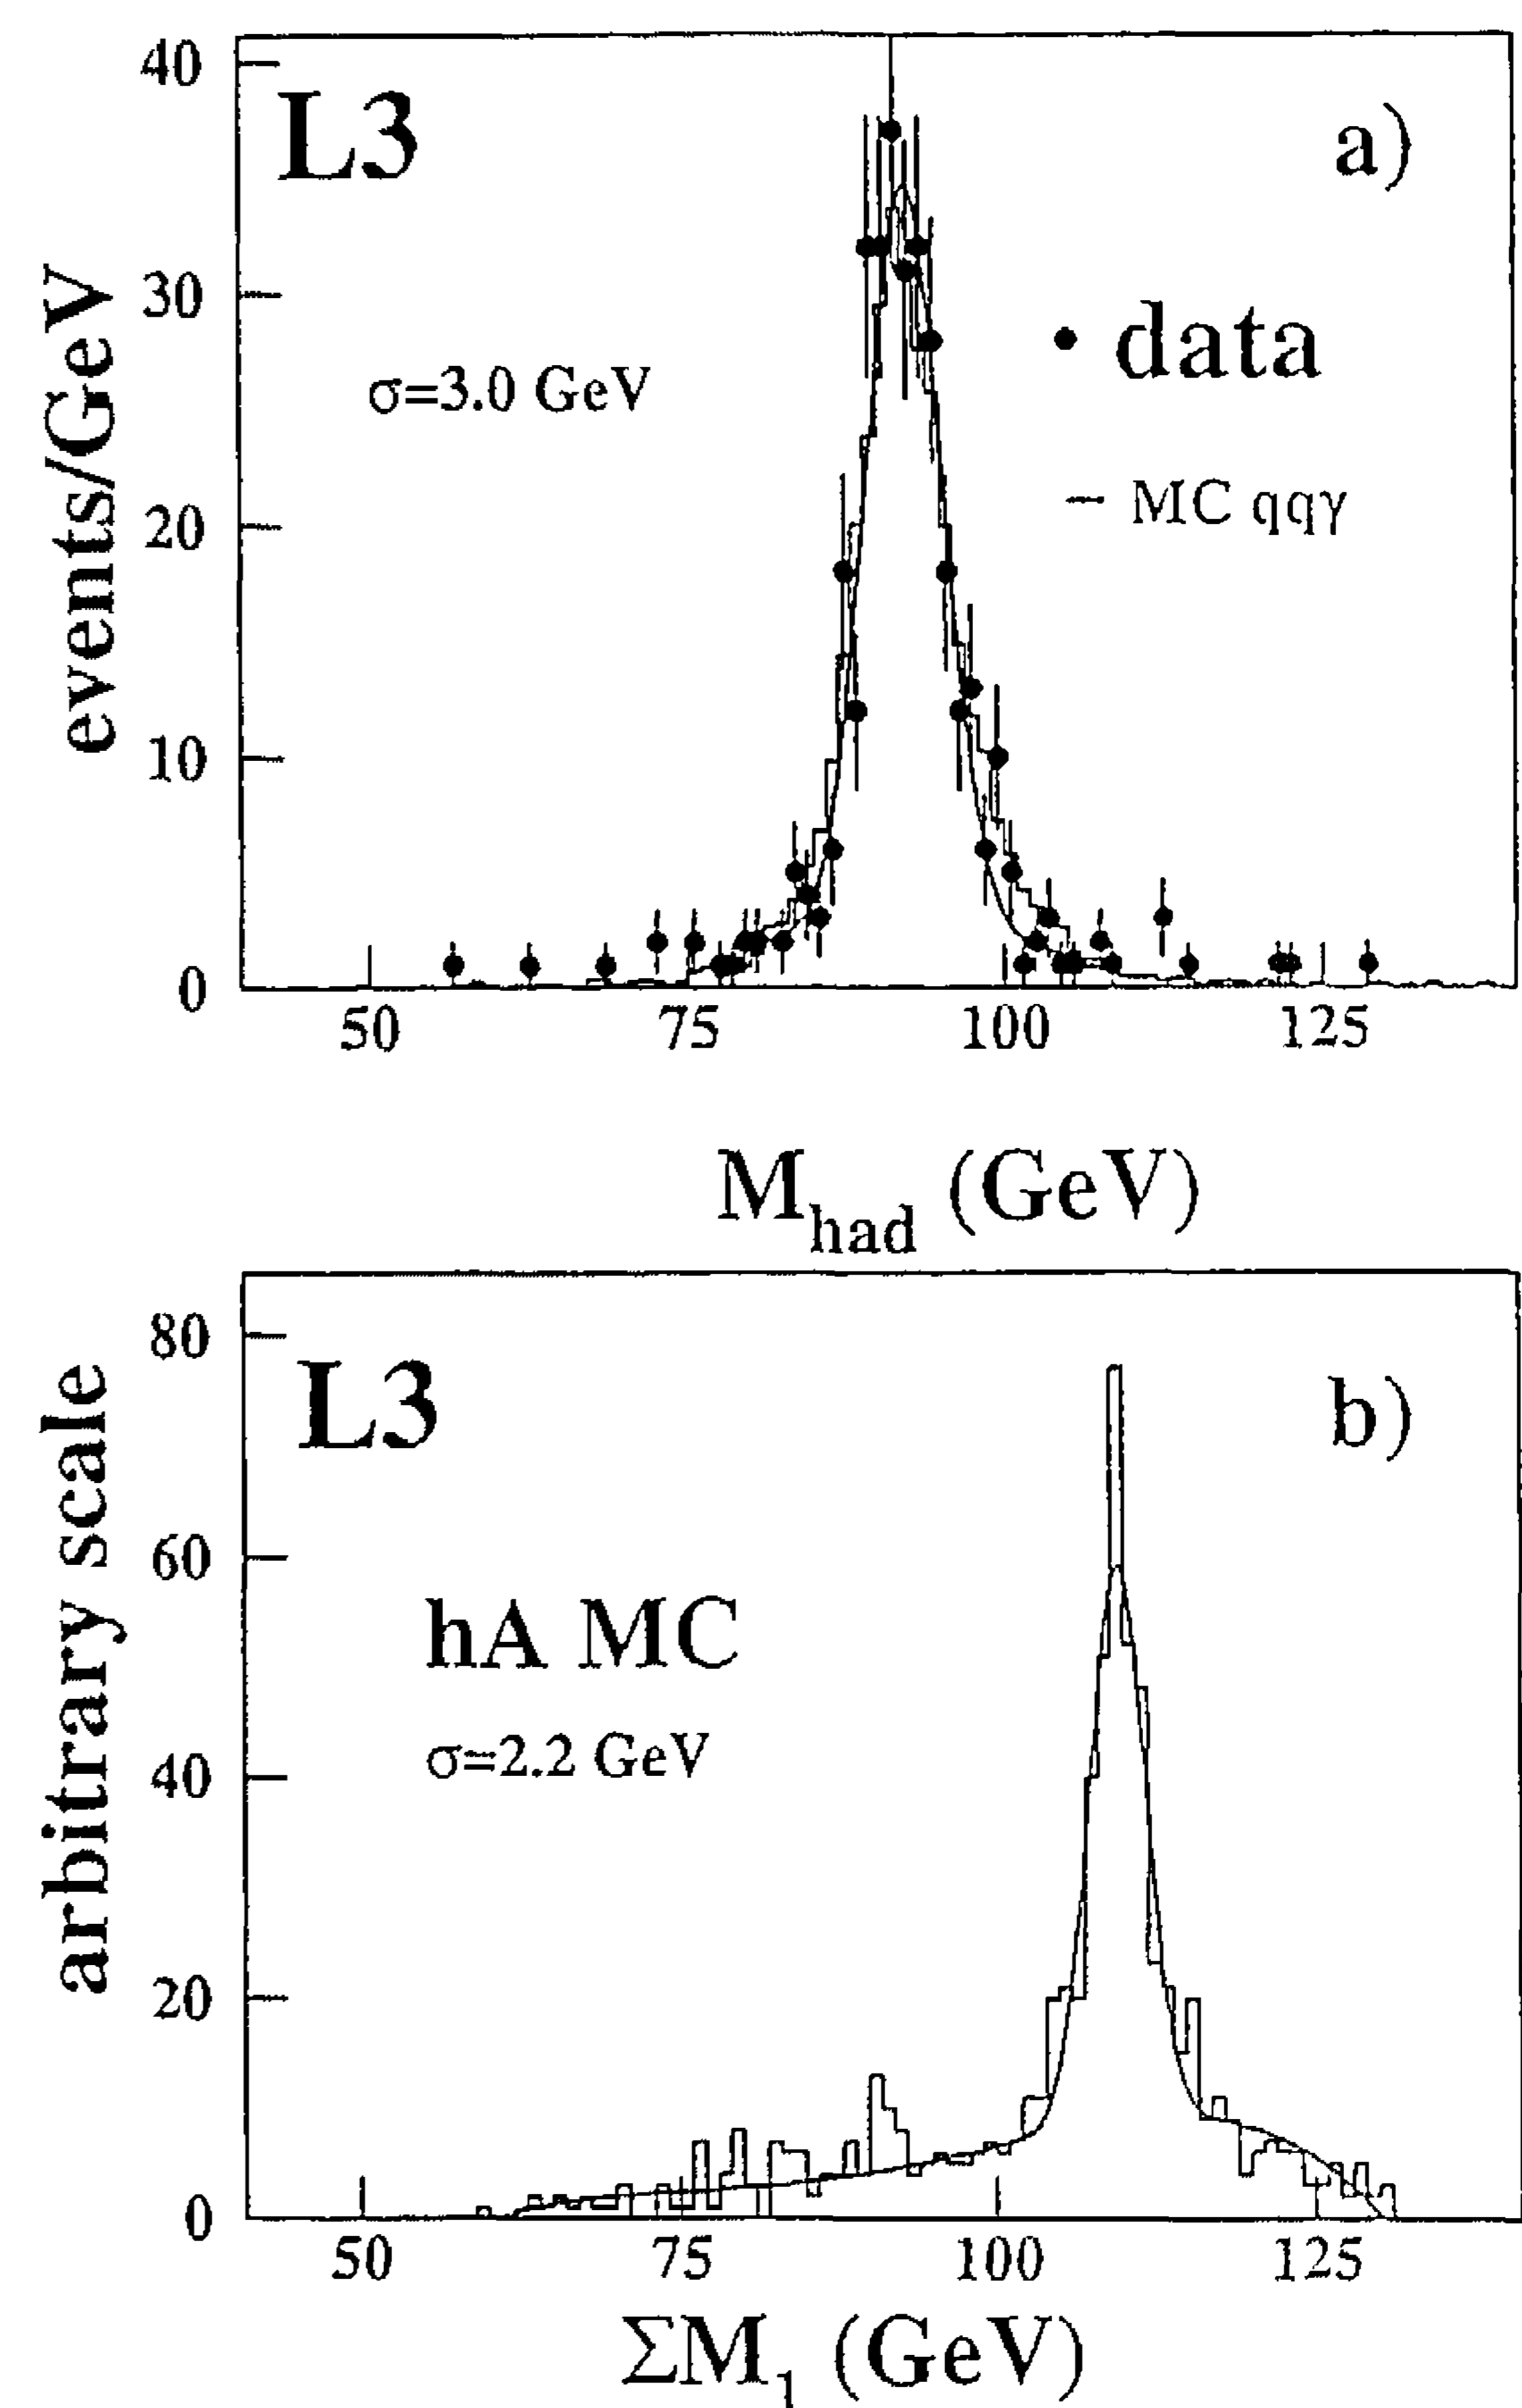 40
L3
a)
30
events/GeV
• data
σ=3.0 GeV
20
— MC qqγ
10
0
50 75 100 125
M_had (GeV)
80
L3
b)
60
arbitrary scale
hA MC
σ=2.2 GeV
40
20
0
50 75 100 125
ΣM_1 (GeV)